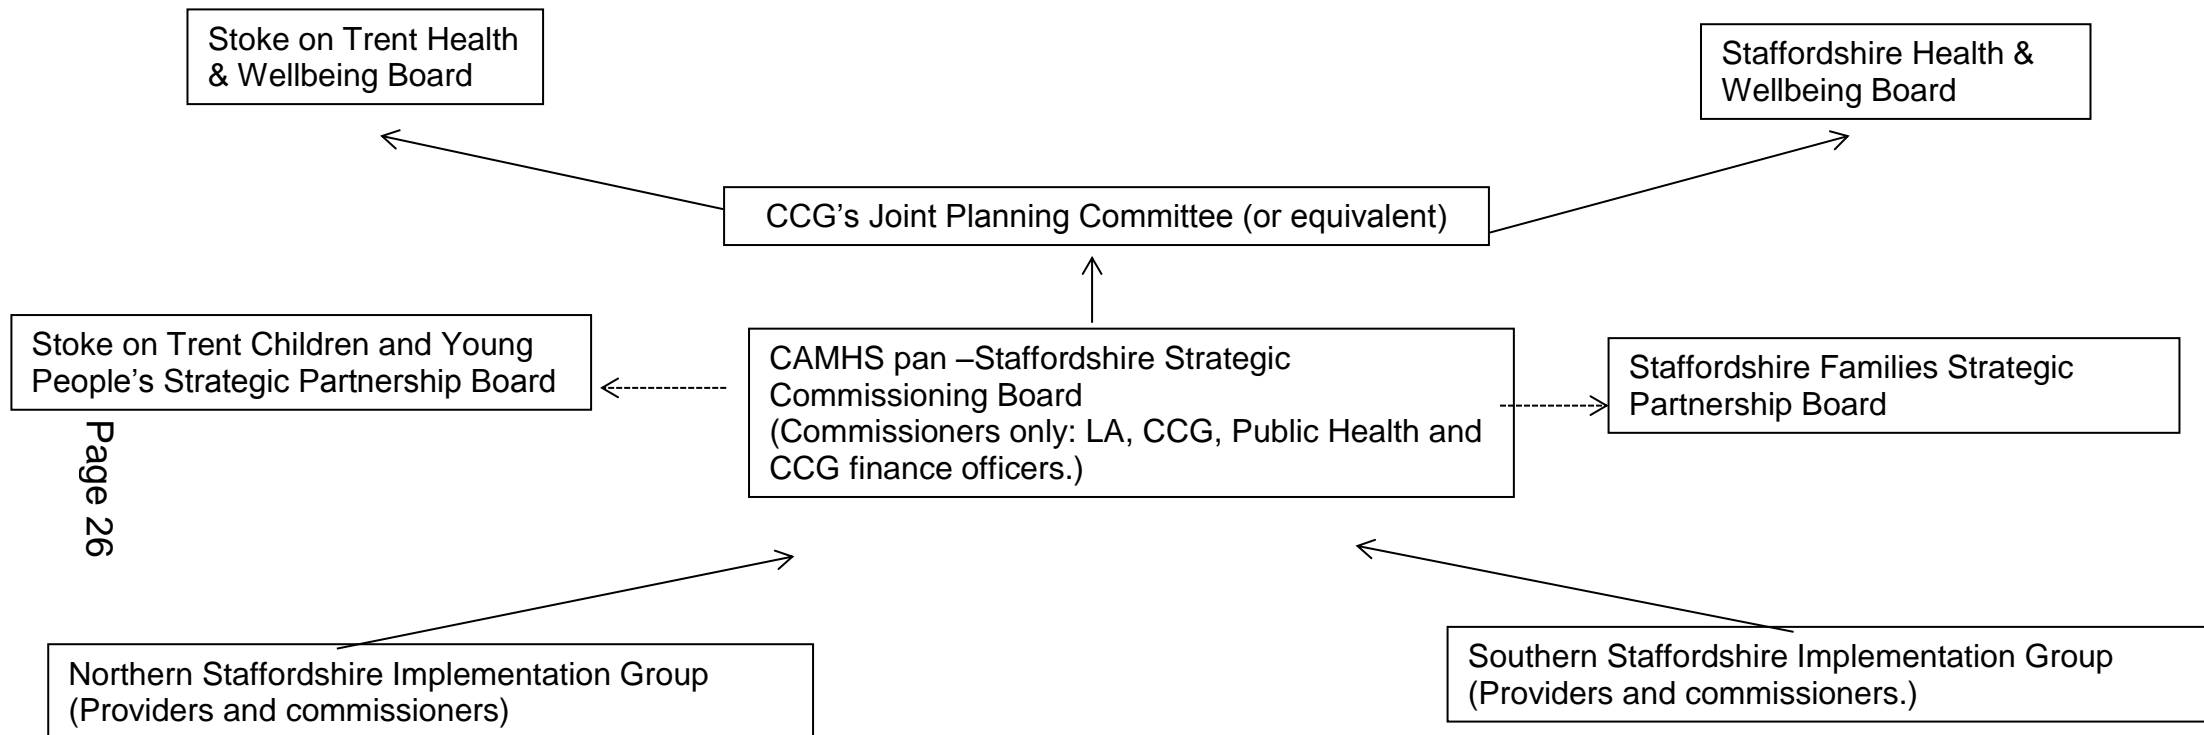 Stoke on Trent Health
& Wellbeing Board
Staffordshire Health &
Wellbeing Board
CCG’s Joint Planning Committee (or equivalent)
Stoke on Trent Children and Young
People’s Strategic Partnership Board
CAMHS pan –Staffordshire Strategic
Commissioning Board
(Commissioners only: LA, CCG, Public Health and
CCG finance officers.)
Staffordshire Families Strategic
Partnership Board
Page 26
Northern Staffordshire Implementation Group
(Providers and commissioners)
Southern Staffordshire Implementation Group
(Providers and commissioners.)